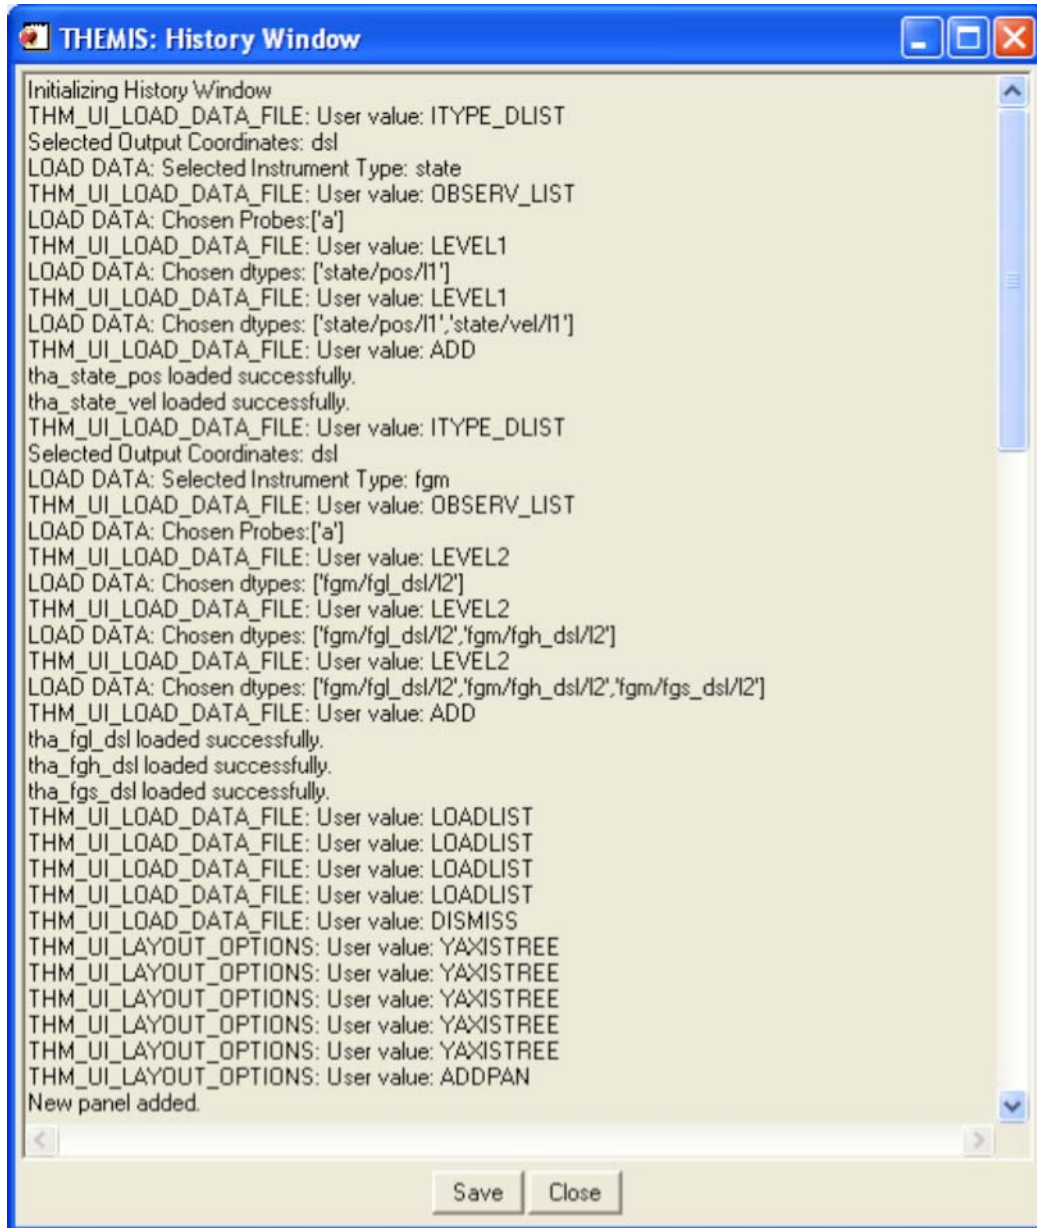 THEMIS: History Window
Initializing History Window
THM_UI_LOAD_DATA_FILE: User value: ITYPE_DLIST
Selected Output Coordinates: dsl
LOAD DATA: Selected Instrument Type: state
THM_UI_LOAD_DATA_FILE: User value: OBSERV_LIST
LOAD DATA: Chosen Probes:['a']
THM_UI_LOAD_DATA_FILE: User value: LEVEL1
LOAD DATA: Chosen dtypes: ['state/pos/l1']
THM_UI_LOAD_DATA_FILE: User value: LEVEL1
LOAD DATA: Chosen dtypes: ['state/pos/l1','state/vel/l1']
THM_UI_LOAD_DATA_FILE: User value: ADD
tha_state_pos loaded successfully.
tha_state_vel loaded successfully.
THM_UI_LOAD_DATA_FILE: User value: ITYPE_DLIST
Selected Output Coordinates: dsl
LOAD DATA: Selected Instrument Type: fgm
THM_UI_LOAD_DATA_FILE: User value: OBSERV_LIST
LOAD DATA: Chosen Probes:['a']
THM_UI_LOAD_DATA_FILE: User value: LEVEL2
LOAD DATA: Chosen dtypes: ['fgm/fgl_dsl/l2']
THM_UI_LOAD_DATA_FILE: User value: LEVEL2
LOAD DATA: Chosen dtypes: ['fgm/fgl_dsl/l2','fgm/fgh_dsl/l2']
THM_UI_LOAD_DATA_FILE: User value: LEVEL2
LOAD DATA: Chosen dtypes: ['fgm/fgl_dsl/l2','fgm/fgh_dsl/l2','fgm/fgs_dsl/l2']
THM_UI_LOAD_DATA_FILE: User value: ADD
tha_fgl_dsl loaded successfully.
tha_fgh_dsl loaded successfully.
tha_fgs_dsl loaded successfully.
THM_UI_LOAD_DATA_FILE: User value: LOADLIST
THM_UI_LOAD_DATA_FILE: User value: LOADLIST
THM_UI_LOAD_DATA_FILE: User value: LOADLIST
THM_UI_LOAD_DATA_FILE: User value: LOADLIST
THM_UI_LOAD_DATA_FILE: User value: DISMISS
THM_UI_LAYOUT_OPTIONS: User value: YAXISTREE
THM_UI_LAYOUT_OPTIONS: User value: YAXISTREE
THM_UI_LAYOUT_OPTIONS: User value: YAXISTREE
THM_UI_LAYOUT_OPTIONS: User value: YAXISTREE
THM_UI_LAYOUT_OPTIONS: User value: YAXISTREE
THM_UI_LAYOUT_OPTIONS: User value: ADDPAN
New panel added.
Save Close